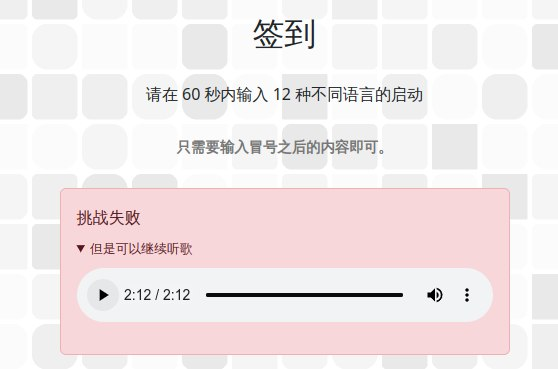 签到
请在 60 秒内输入 12 种不同语言的启动
只需要输入冒号之后的内容即可。
挑战失败
▼ 但是可以继续听歌
2:12 / 2:12